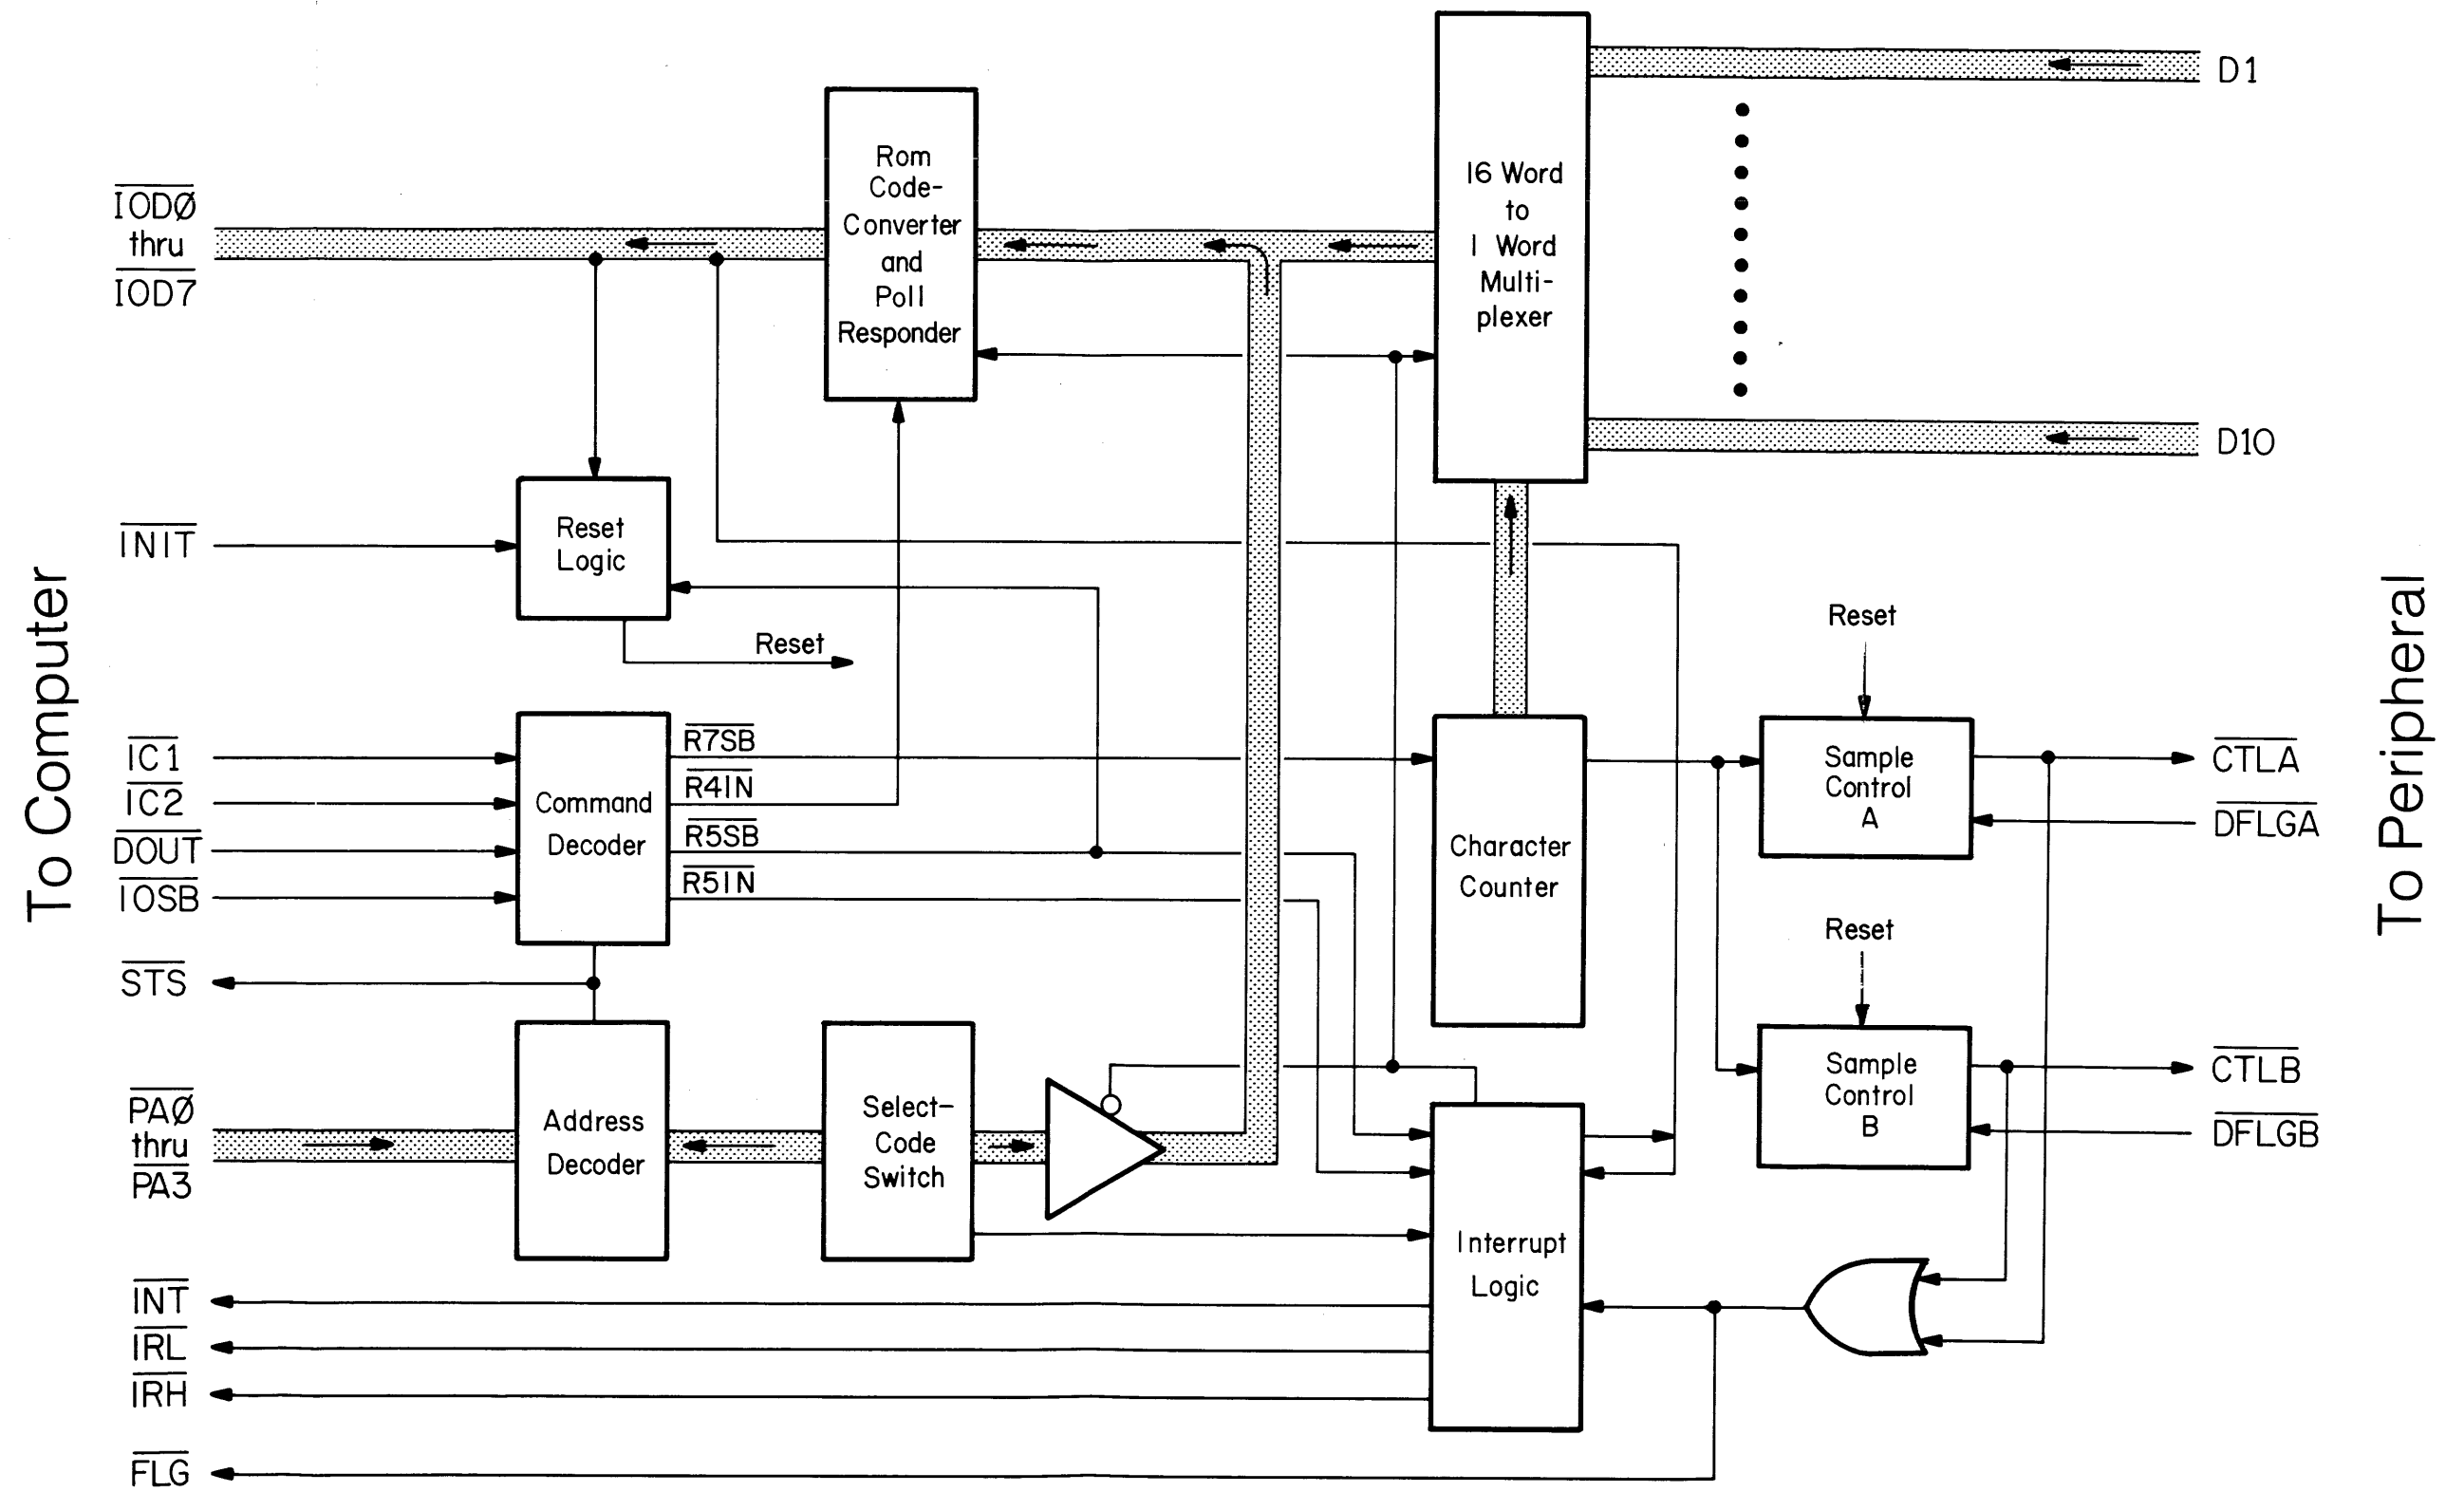 To Computer
IOD0̸
thru
IOD7
INIT
IC1
IC2
DOUT
IOSB
STS
PA0̸
thru
PA3
INT
IRL
IRH
FLG
Rom
Code-
Converter
and
Poll
Responder
Reset
Logic
Reset
Command
Decoder
R7SB
R4IN
R5SB
R5IN
Address
Decoder
Select-
Code
Switch
16 Word
to
1 Word
Multi-
plexer
Character
Counter
Interrupt
Logic
Reset
Sample
Control
A
Reset
Sample
Control
B
D1
D10
CTLA
DFLGA
CTLB
DFLGB
To Peripheral